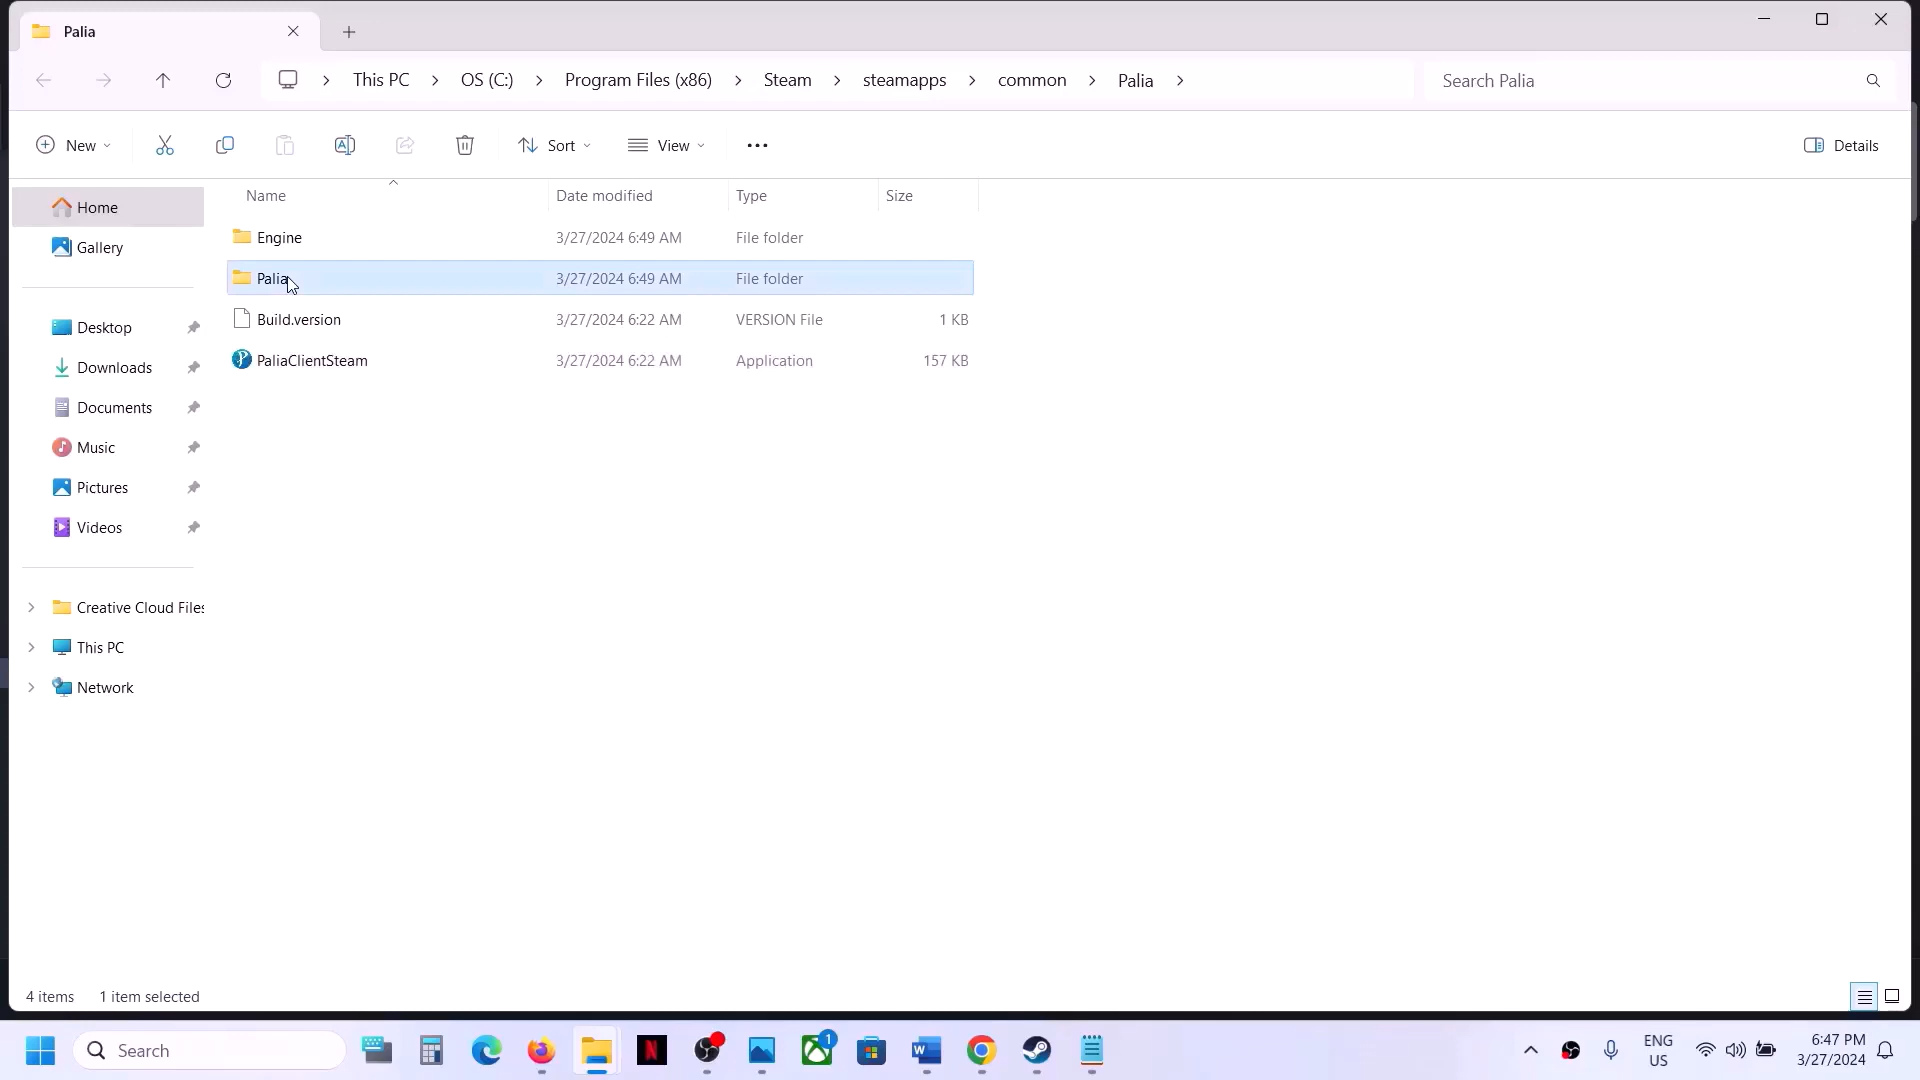 Palia
This PC
OS (C:)
Program Files (x86)
Steam
steamapps
common
Palia
Search Palia
New
Sort
View
Details
Name
Date modified
Type
Size
Home
Gallery
Desktop
Downloads
Documents
Music
Pictures
Videos
Creative Cloud Files
This PC
Network
Engine
3/27/2024 6:49 AM
File folder
Palia
3/27/2024 6:49 AM
File folder
Build.version
3/27/2024 6:22 AM
VERSION File
1 KB
PaliaClientSteam
3/27/2024 6:22 AM
Application
157 KB
4 items
1 item selected
Search
1
ENG
US
6:47 PM
3/27/2024